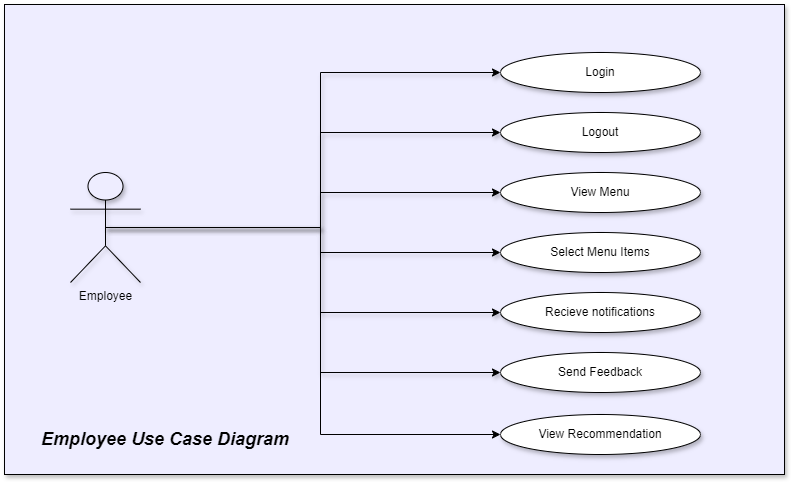 Login
Logout
View Menu
Select Menu Items
Employee
Recieve notifications
Send Feedback
Employee Use Case Diagram
View Recommendation